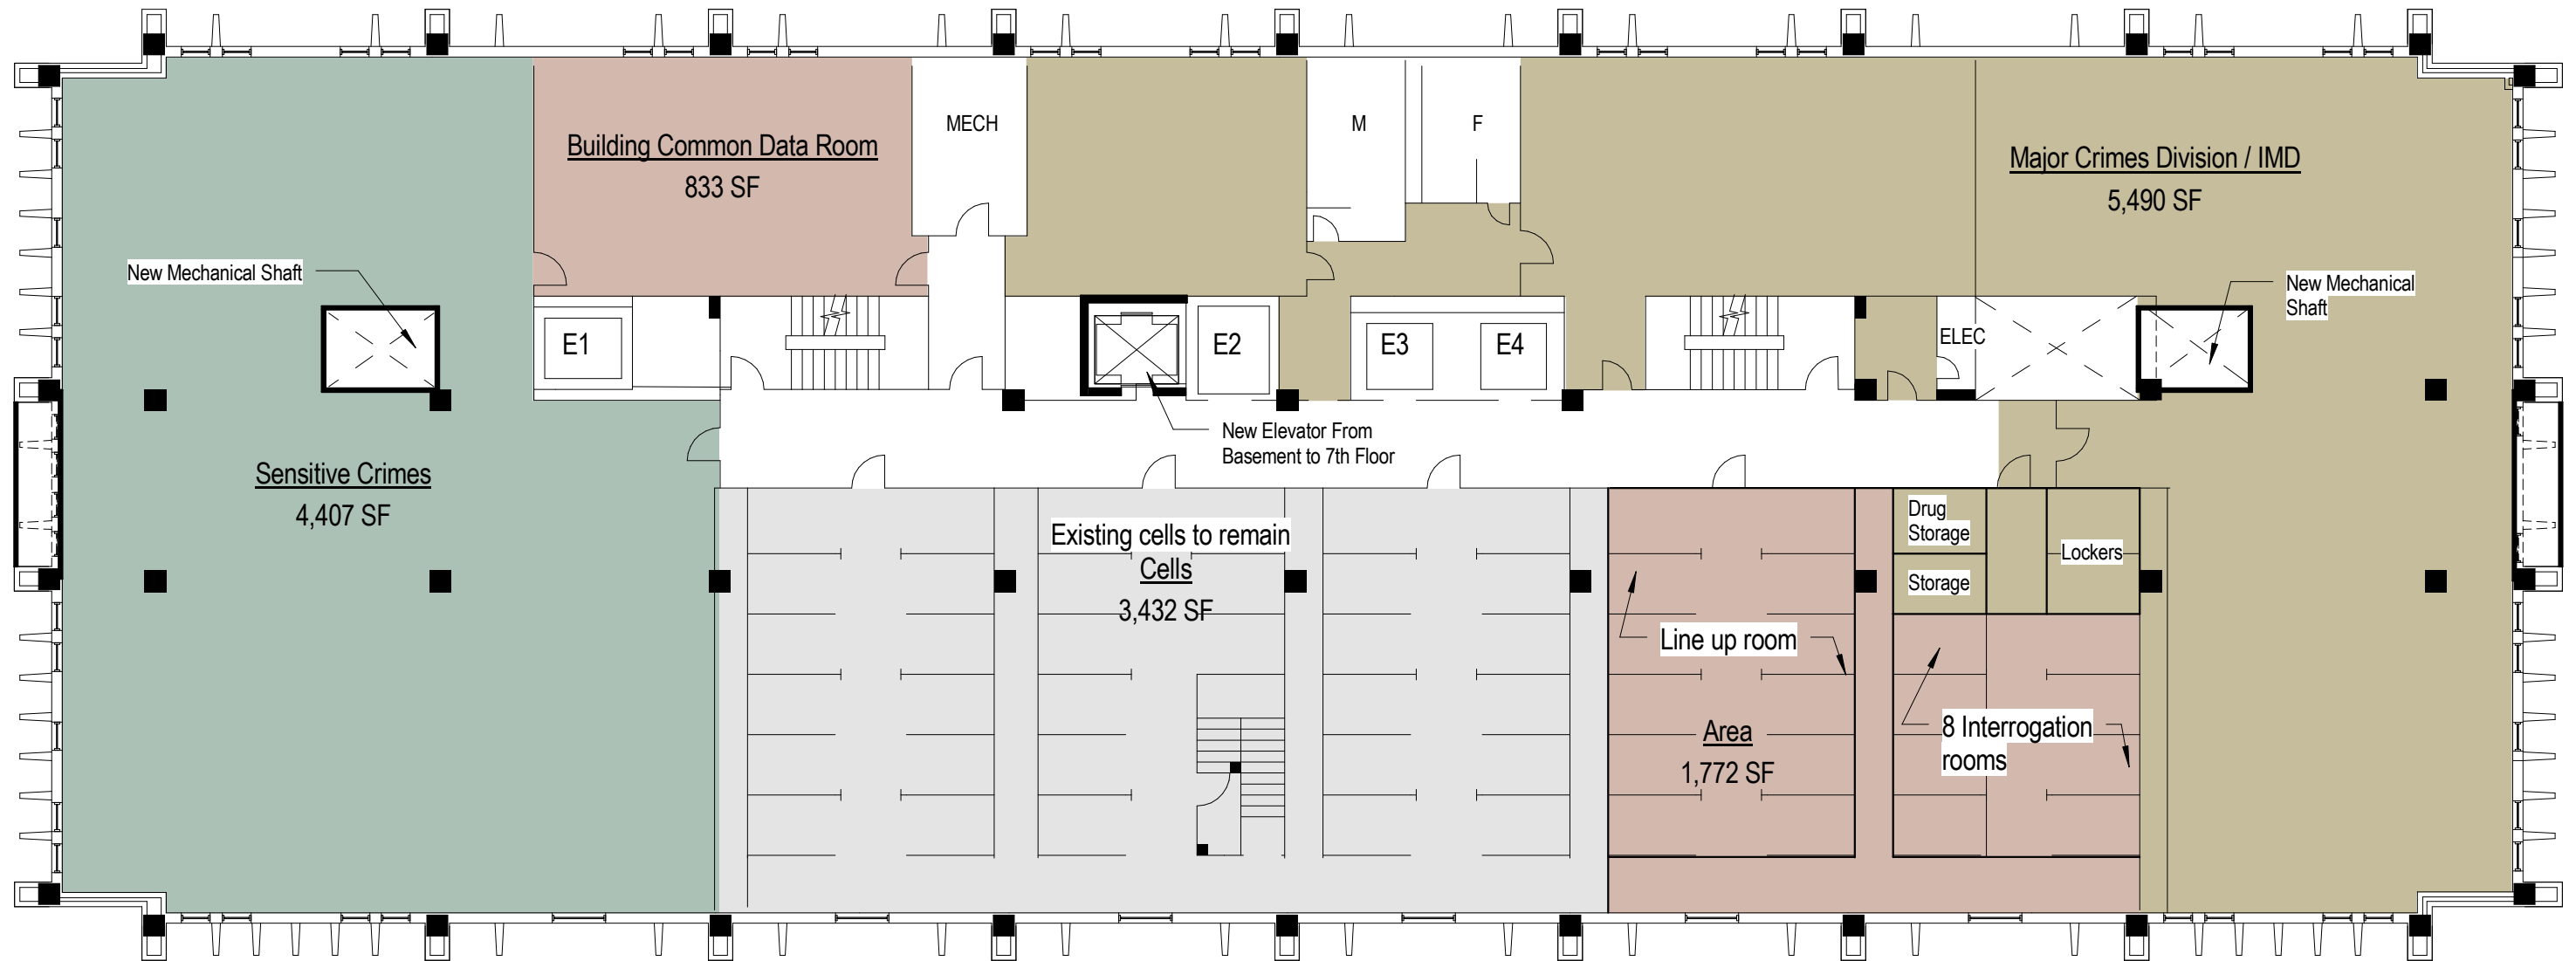 Building Common Data Room
833 SF
MECH
M
F
Major Crimes Division / IMD
5,490 SF
New Mechanical Shaft
New Mechanical
Shaft
E1
E2
E3
E4
ELEC
New Elevator From
Basement to 7th Floor
Sensitive Crimes
4,407 SF
Existing cells to remain
Cells
3,432 SF
Drug
Storage
Storage
Lockers
Line up room
Area
1,772 SF
8 Interrogation
rooms